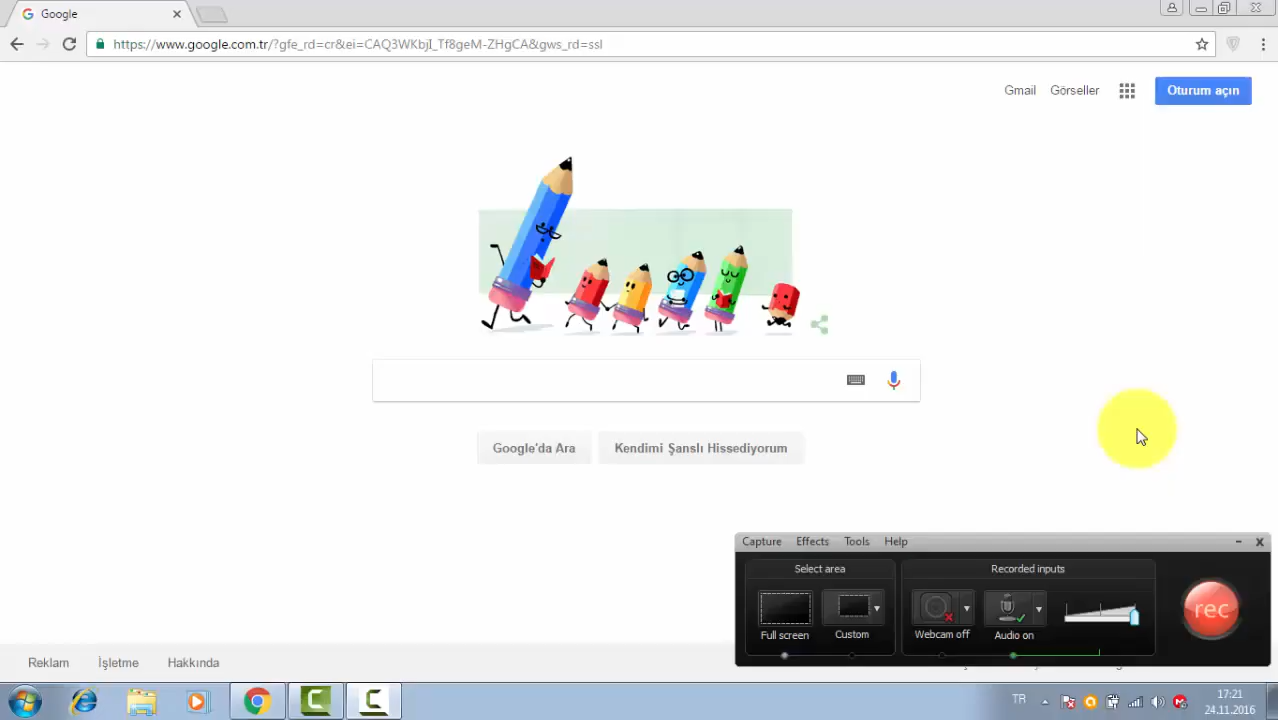 Google
https://www.google.com.tr/?gfe_rd=cr&ei=CAQ3WKbjI_Tf8geM-ZHgCA&gws_rd=ssl
Gmail Görseller Oturum açın
Google'da Ara Kendimi Şanslı Hissediyorum
Capture Effects Tools Help
Select area Recorded inputs
rec
Full screen Custom Webcam off Audio on
Reklam İşletme Hakkında
TR
17:21
24.11.2016